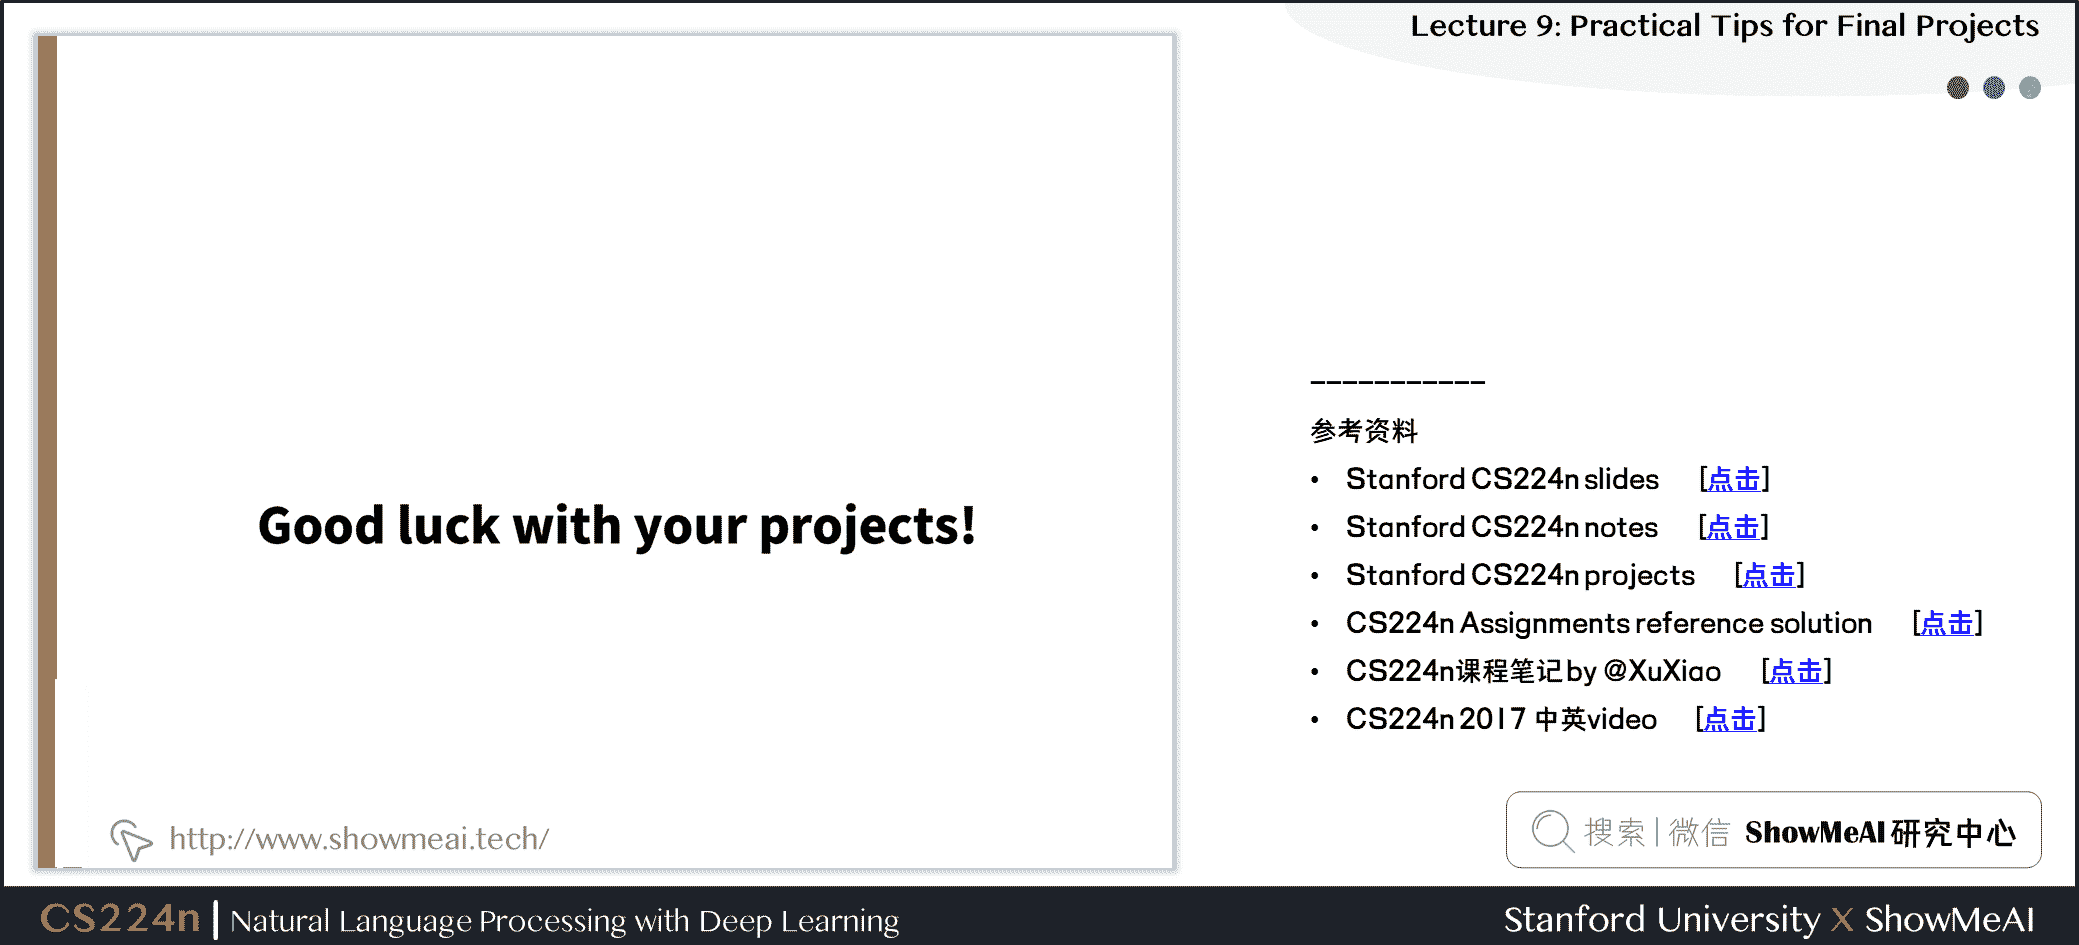 Lecture 9: Practical Tips for Final Projects
Good luck with your projects!
http://www.showmeai.tech/
-----------
参考资料
• Stanford CS224n slides [点击]
• Stanford CS224n notes [点击]
• Stanford CS224n projects [点击]
• CS224n Assignments reference solution [点击]
• CS224n课程笔记by @XuXiao [点击]
• CS224n 2017 中英video [点击]
搜索 | 微信 ShowMeAI 研究中心
CS224n | Natural Language Processing with Deep Learning
Stanford University X ShowMeAI